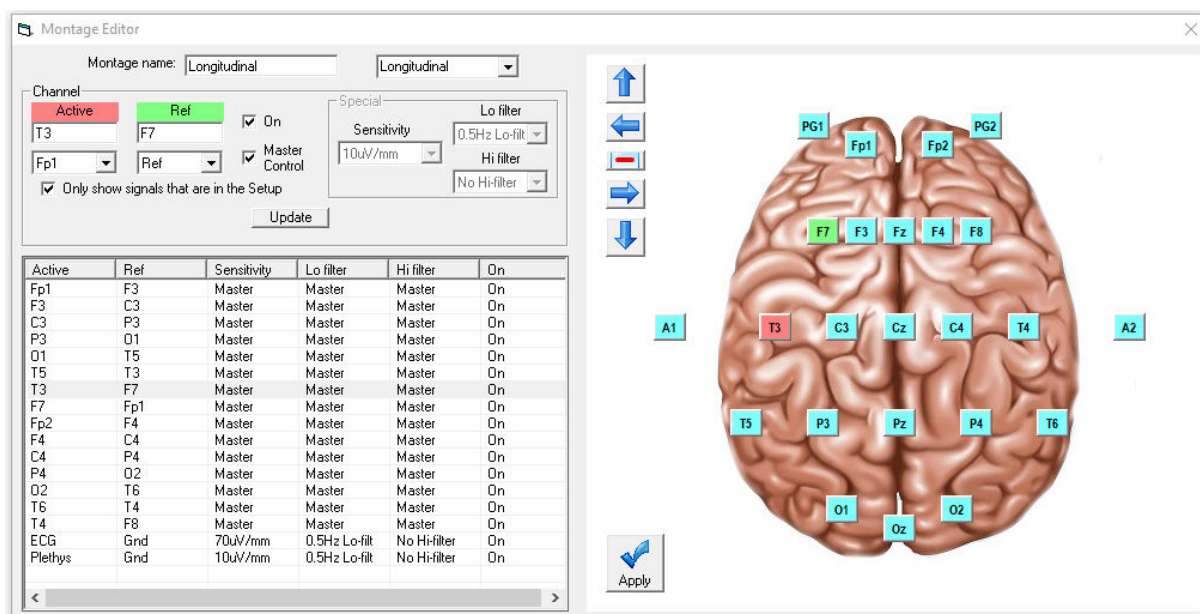 Montage Editor
Montage name: Longitudinal Longitudinal
Channel
Active Ref
T3 F7 On
Fp1 Ref Master Control
Only show signals that are in the Setup
Update
Special
Sensitivity Lo filter
10uV/mm 0.5Hz Lo-filt
Hi filter
No Hi-filter
Active Ref Sensitivity Lo filter Hi filter On
Fp1 F3 Master Master Master On
F3 C3 Master Master Master On
C3 P3 Master Master Master On
P3 O1 Master Master Master On
O1 T5 Master Master Master On
T5 T3 Master Master Master On
T3 F7 Master Master Master On
F7 Fp1 Master Master Master On
Fp2 F4 Master Master Master On
F4 C4 Master Master Master On
C4 P4 Master Master Master On
P4 O2 Master Master Master On
O2 T6 Master Master Master On
T6 T4 Master Master Master On
T4 F8 Master Master Master On
ECG Gnd 70uV/mm 0.5Hz Lo-filt No Hi-filter On
Plethys Gnd 10uV/mm 0.5Hz Lo-filt No Hi-filter On
PG1 PG2
Fp1 Fp2
F7 F3 Fz F4 F8
A1 T3 C3 Cz C4 T4 A2
T5 P3 Pz P4 T6
O1 O2
Oz
Apply